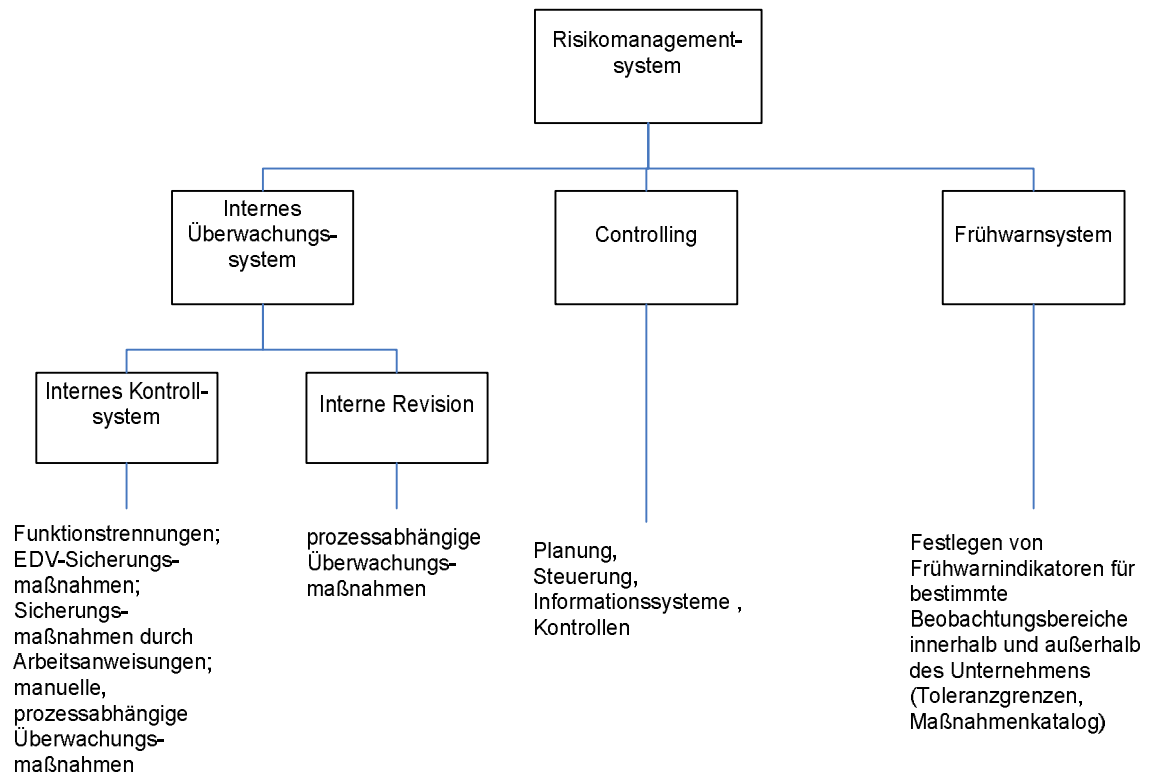 Risikomanagement-
system
Internes
Überwachungs-
system
Controlling
Frühwarnsystem
Internes Kontroll-
system
Interne Revision
Funktionstrennungen;
EDV-Sicherungs-
maßnahmen;
Sicherungs-
maßnahmen durch
Arbeitsanweisungen;
manuelle,
prozessabhängige
Überwachungs-
maßnahmen
prozessabhängige
Überwachungs-
maßnahmen
Planung,
Steuerung,
Informationssysteme ,
Kontrollen
Festlegen von
Frühwarnindikatoren für
bestimmte
Beobachtungsbereiche
innerhalb und außerhalb
des Unternehmens
(Toleranzgrenzen,
Maßnahmenkatalog)